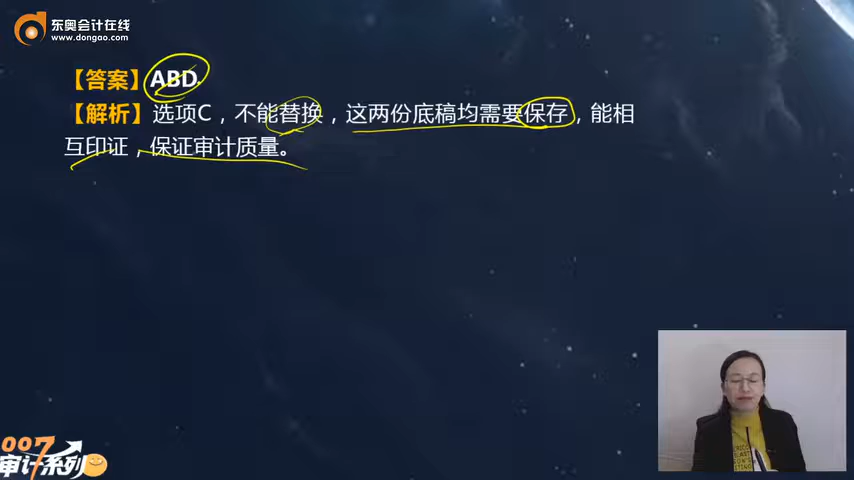 东奥会计在线
www.dongao.com
【答案】ABD.
【解析】选项C，不能替换，这两份底稿均需要保存，能相
互印证，保证审计质量。
007
审计系列